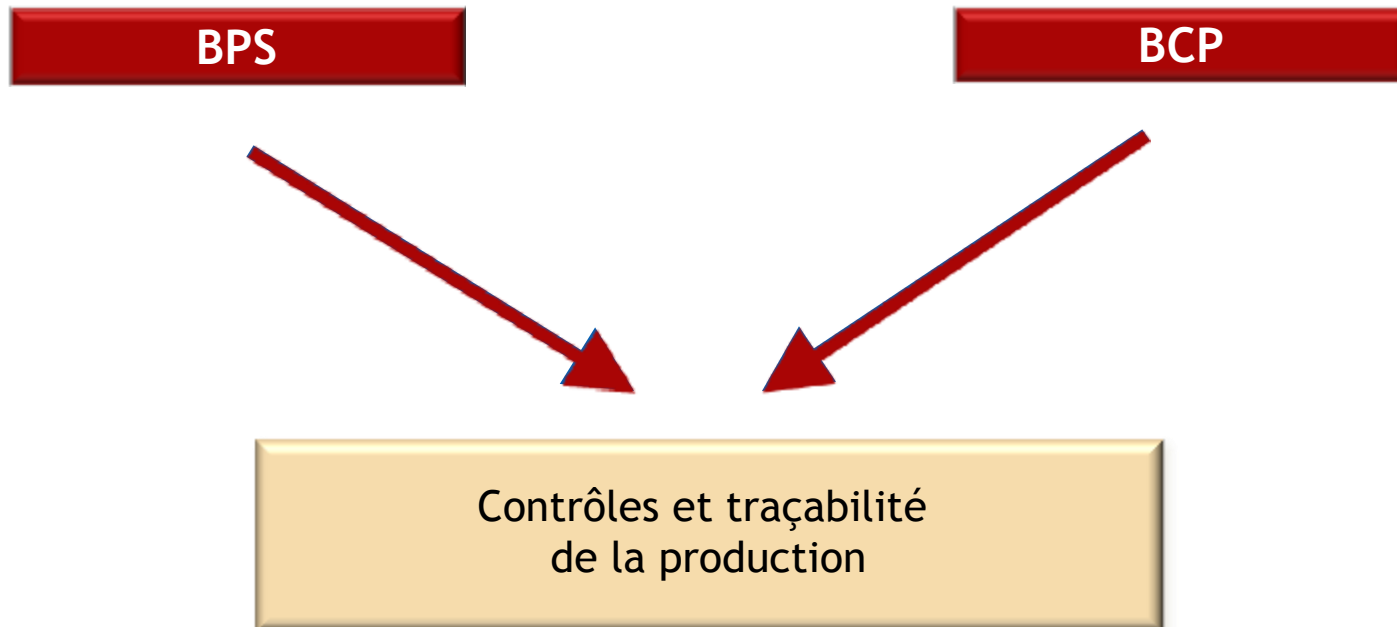 BPS
BCP
Contrôles et traçabilité
de la production